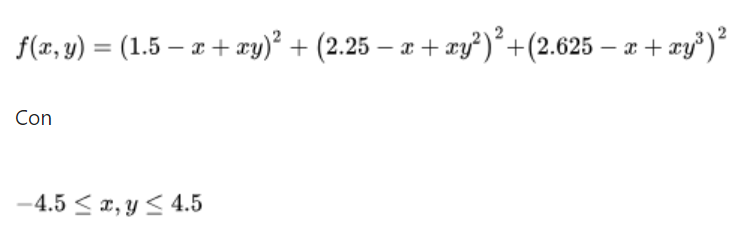 f(x, y) = (1.5 − x + xy)² + (2.25 − x + xy²)² + (2.625 − x + xy³)²
Con
−4.5 ≤ x, y ≤ 4.5